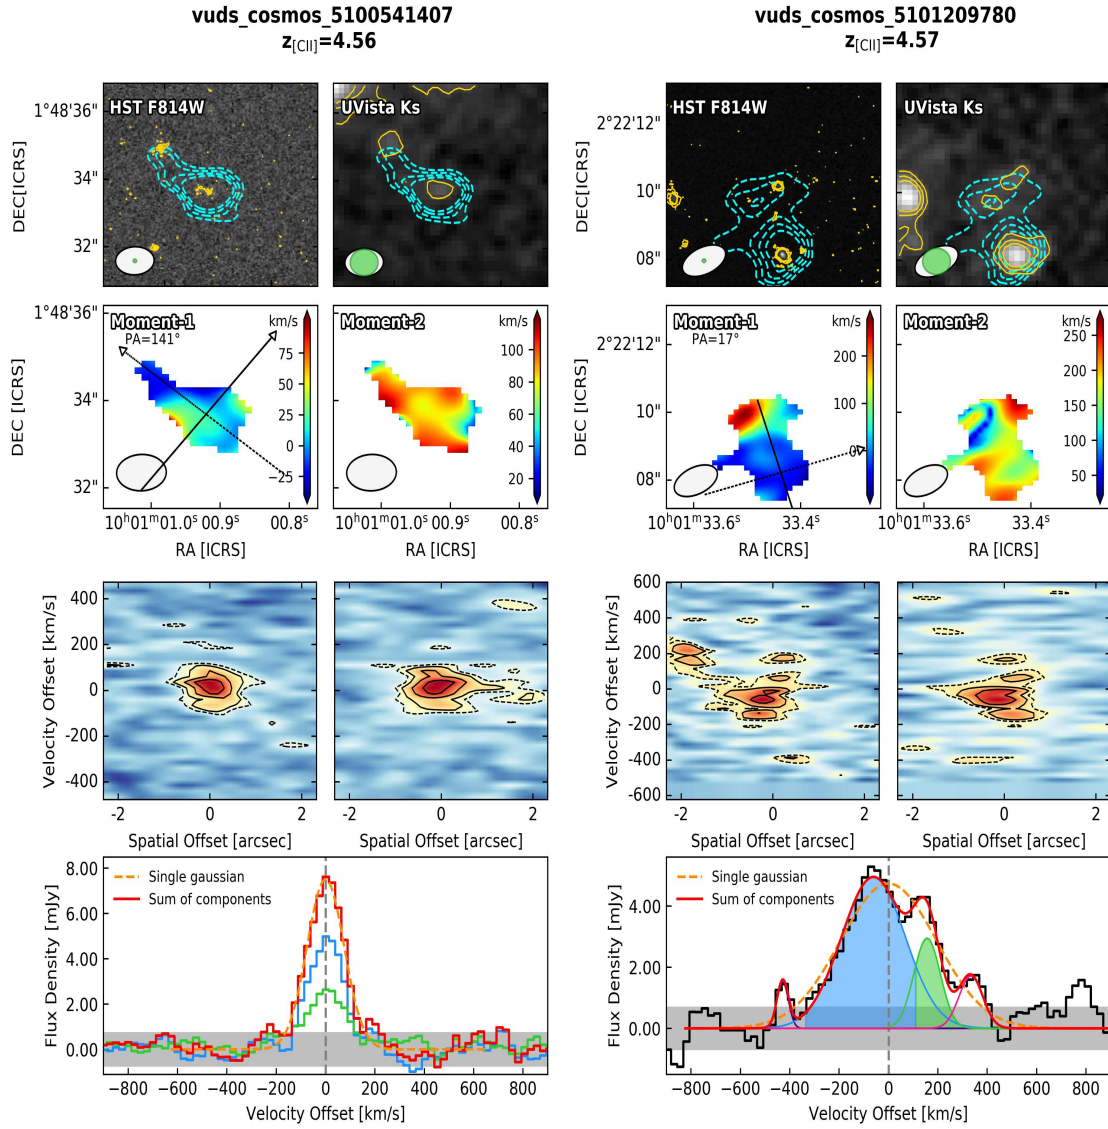 vuds_cosmos_5100541407
z[CII]=4.56
vuds_cosmos_5101209780
z[CII]=4.57
HST F814W
UVista Ks
HST F814W
UVista Ks
DEC[ICRS]
1°48'36"
34"
32"
DEC[ICRS]
2°22'12"
10"
08"
Moment-1
PA=141°
km/s
75
50
25
0
−25
Moment-2
km/s
100
80
60
40
20
Moment-1
PA=17°
km/s
200
100
0
Moment-2
km/s
250
200
150
100
50
DEC [ICRS]
1°48'36"
34"
32"
DEC [ICRS]
2°22'12"
10"
08"
10h01m01.0s 00.9s 0.8s
00.9s 0.8s
10h01m33.6s 33.4s
33.6s 33.4s
RA [ICRS]
RA [ICRS]
RA [ICRS]
RA [ICRS]
Velocity Offset [km/s]
400
200
0
-200
-400
Velocity Offset [km/s]
600
400
200
0
-200
-400
-600
-2 0 2
-2 0 2
-2 0 2
-2 0 2
Spatial Offset [arcsec]
Spatial Offset [arcsec]
Spatial Offset [arcsec]
Spatial Offset [arcsec]
Flux Density [mJy]
8.00
6.00
4.00
2.00
0.00
Single gaussian
Sum of components
Flux Density [mJy]
4.00
2.00
0.00
Single gaussian
Sum of components
−800 −600 −400 −200 0 200 400 600 800
−800 −600 −400 −200 0 200 400 600 800
Velocity Offset [km/s]
Velocity Offset [km/s]